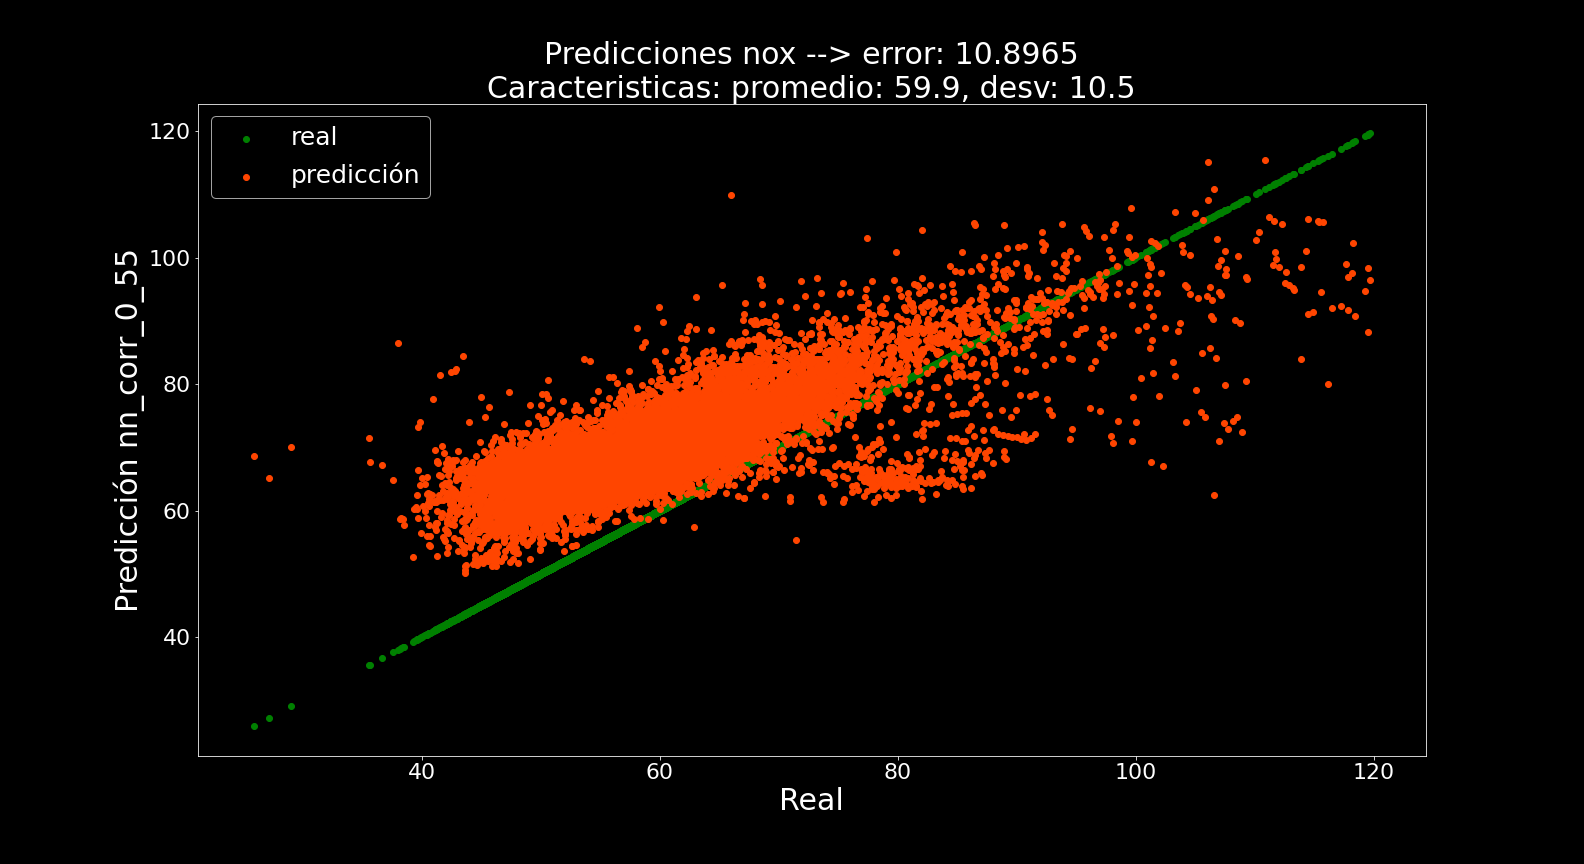 Predicciones nox --> error: 10.8965
Caracteristicas: promedio: 59.9, desv: 10.5
real
predicción
120
100
80
60
40
Predicción nn_corr_0_55
40
60
80
100
120
Real